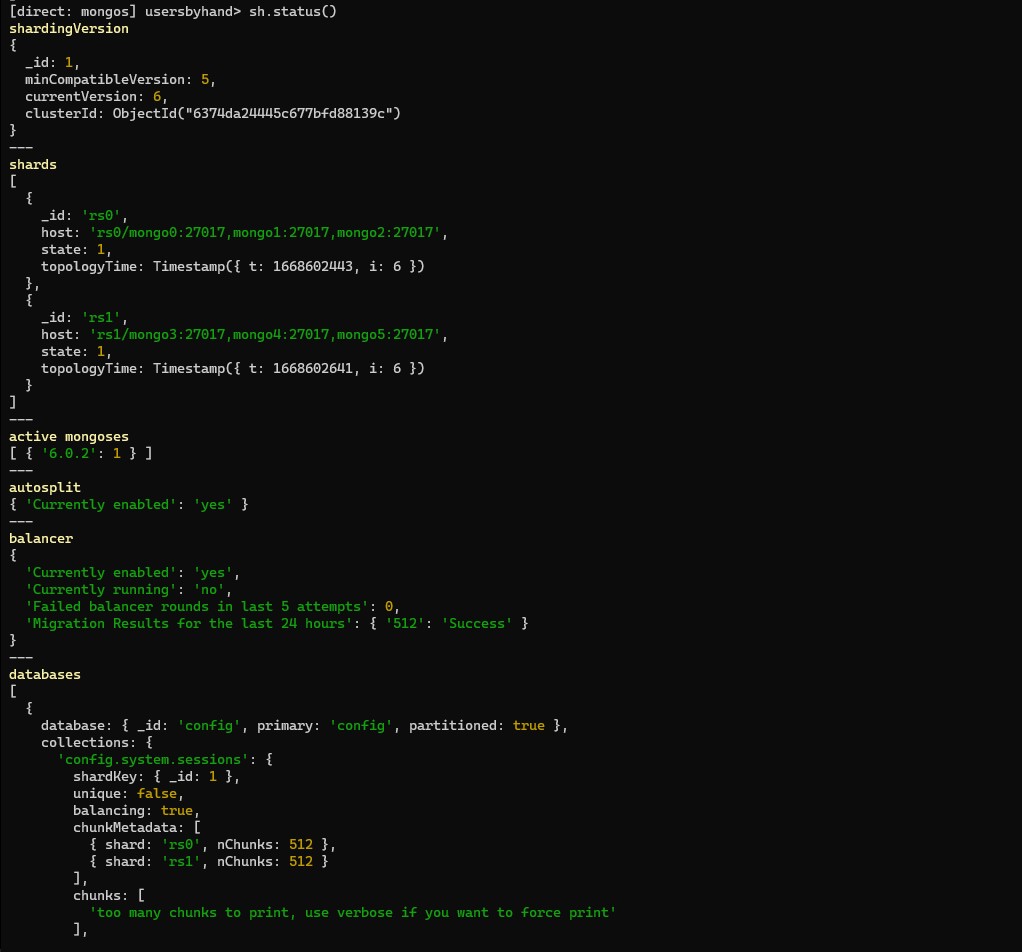 [direct: mongos] usersbyhand> sh.status()
shardingVersion
{
  _id: 1,
  minCompatibleVersion: 5,
  currentVersion: 6,
  clusterId: ObjectId("6374da24445c677bfd88139c")
}
---
shards
[
  {
    _id: 'rs0',
    host: 'rs0/mongo0:27017,mongo1:27017,mongo2:27017',
    state: 1,
    topologyTime: Timestamp({ t: 1668602443, i: 6 })
  },
  {
    _id: 'rs1',
    host: 'rs1/mongo3:27017,mongo4:27017,mongo5:27017',
    state: 1,
    topologyTime: Timestamp({ t: 1668602641, i: 6 })
  }
]
---
active mongoses
[ { '6.0.2': 1 } ]
---
autosplit
{ 'Currently enabled': 'yes' }
---
balancer
{
  'Currently enabled': 'yes',
  'Currently running': 'no',
  'Failed balancer rounds in last 5 attempts': 0,
  'Migration Results for the last 24 hours': { '512': 'Success' }
}
---
databases
[
  {
    database: { _id: 'config', primary: 'config', partitioned: true },
    collections: {
      'config.system.sessions': {
        shardKey: { _id: 1 },
        unique: false,
        balancing: true,
        chunkMetadata: [
          { shard: 'rs0', nChunks: 512 },
          { shard: 'rs1', nChunks: 512 }
        ],
        chunks: [
          'too many chunks to print, use verbose if you want to force print'
        ],